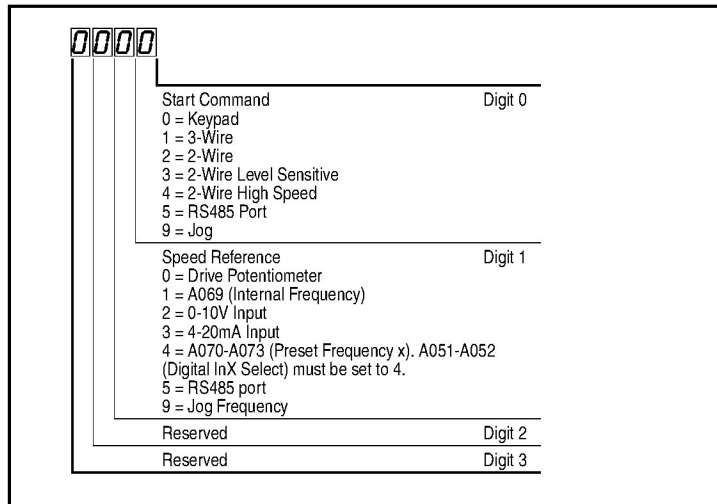 0000
Start Command Digit 0
0 = Keypad
1 = 3-Wire
2 = 2-Wire
3 = 2-Wire Level Sensitive
4 = 2-Wire High Speed
5 = RS485 Port
9 = Jog
Speed Reference Digit 1
0 = Drive Potentiometer
1 = A069 (Internal Frequency)
2 = 0-10V Input
3 = 4-20mA Input
4 = A070-A073 (Preset Frequency x). A051-A052
(Digital InX Select) must be set to 4.
5 = RS485 port
9 = Jog Frequency
Reserved Digit 2
Reserved Digit 3